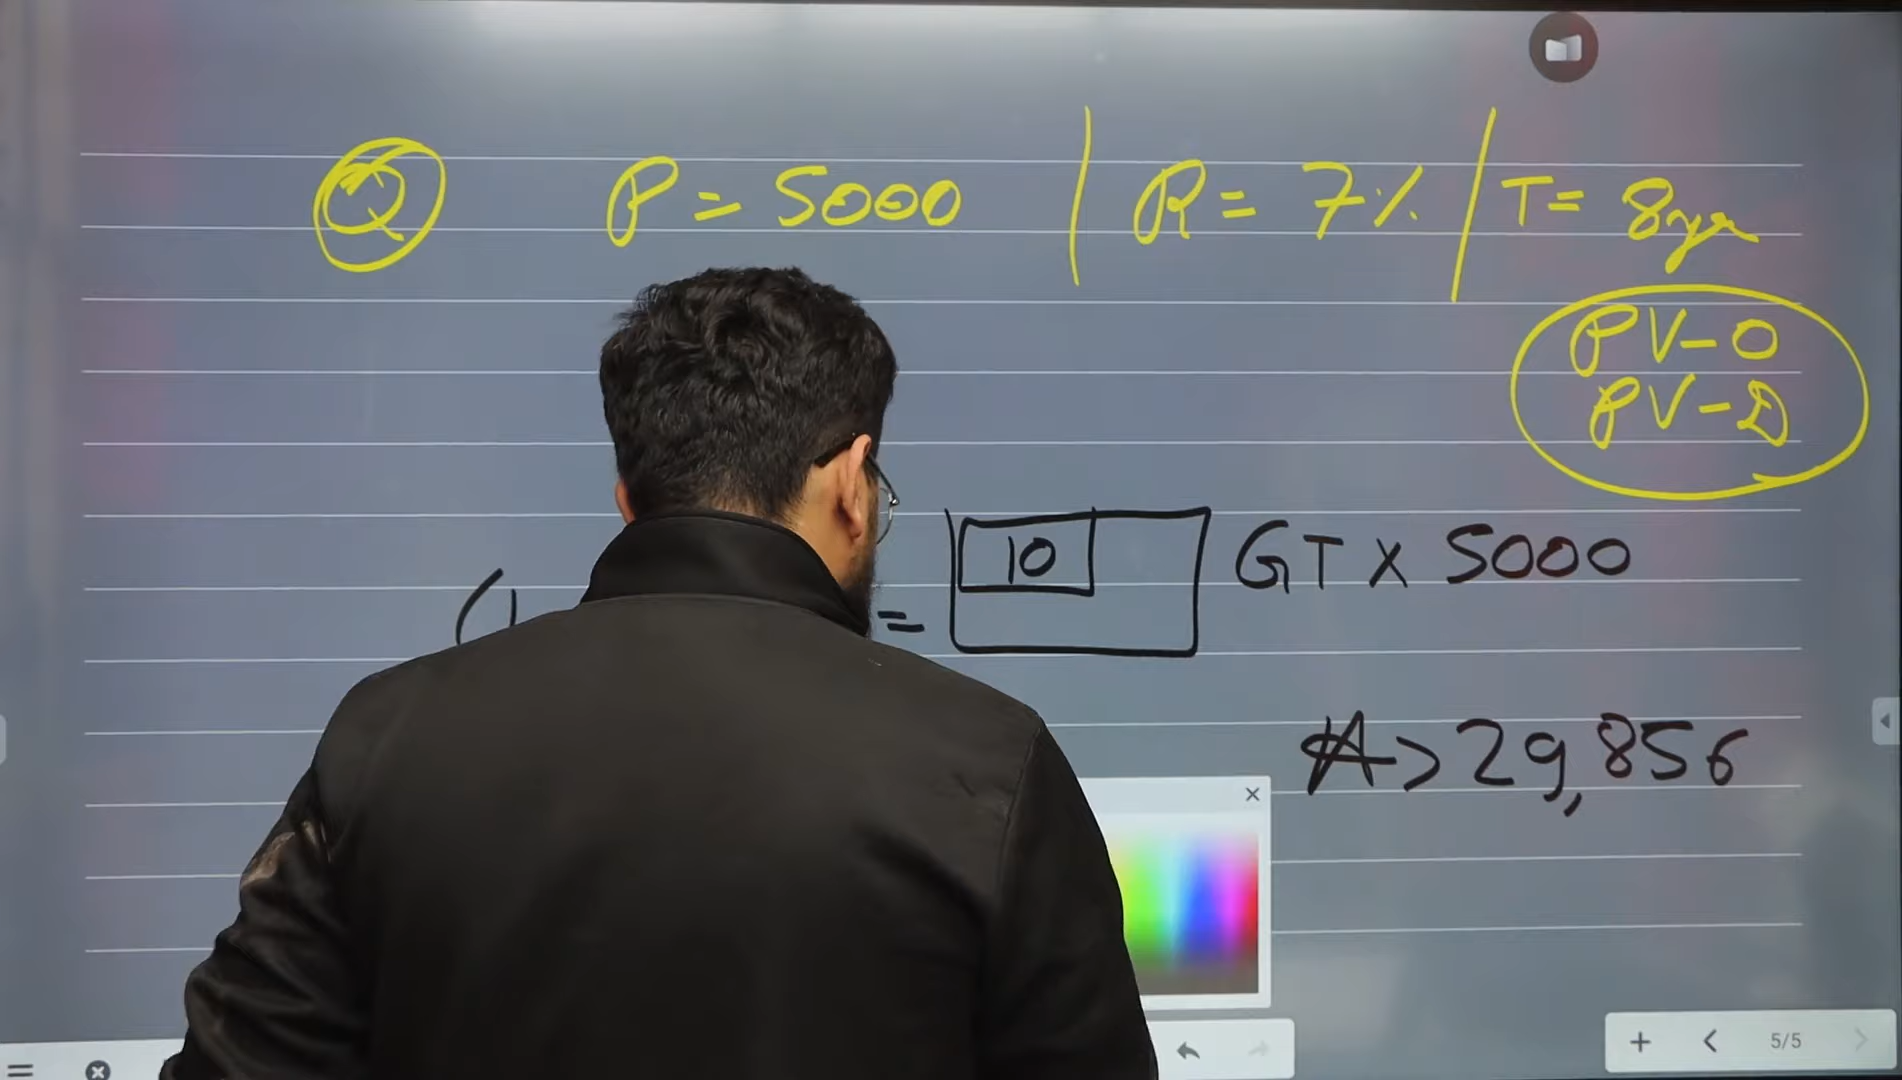 Q P = 5000 | R = 7% | T = 8yr
PV-O
PV-D
= 10 GT X 5000
A > 29,856
5/5